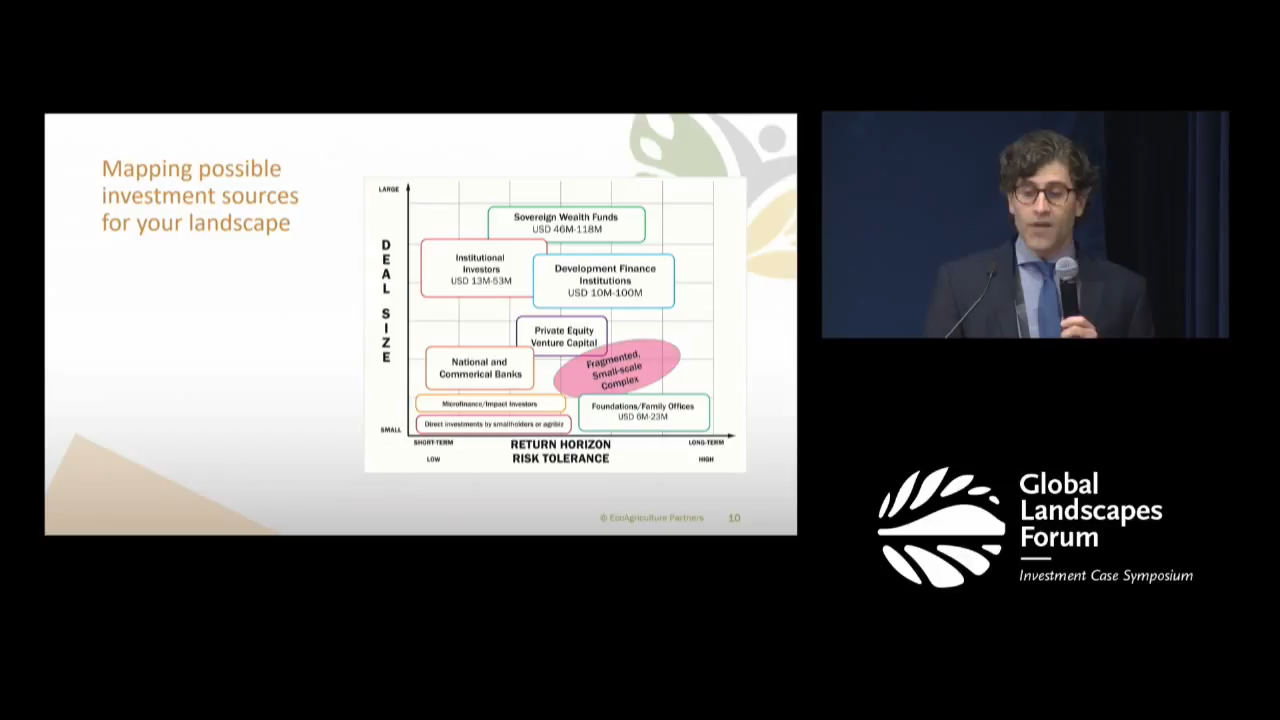 Mapping possible
investment sources
for your landscape
LARGE
DEAL SIZE
Sovereign Wealth Funds
USD 46M-118M
Institutional
Investors
USD 13M-53M
Development Finance
Institutions
USD 10M-100M
Private Equity
Venture Capital
National and
Commerical Banks
Fragmented,
Small-scale
Complex
Microfinance/Impact Investors
Foundations/Family Offices
USD 6M-23M
Direct investments by smallholders or agribiz
SMALL
SHORT-TERM
RETURN HORIZON
LONG-TERM
LOW
RISK TOLERANCE
HIGH
© EcoAgriculture Partners
10
Global
Landscapes
Forum
Investment Case Symposium